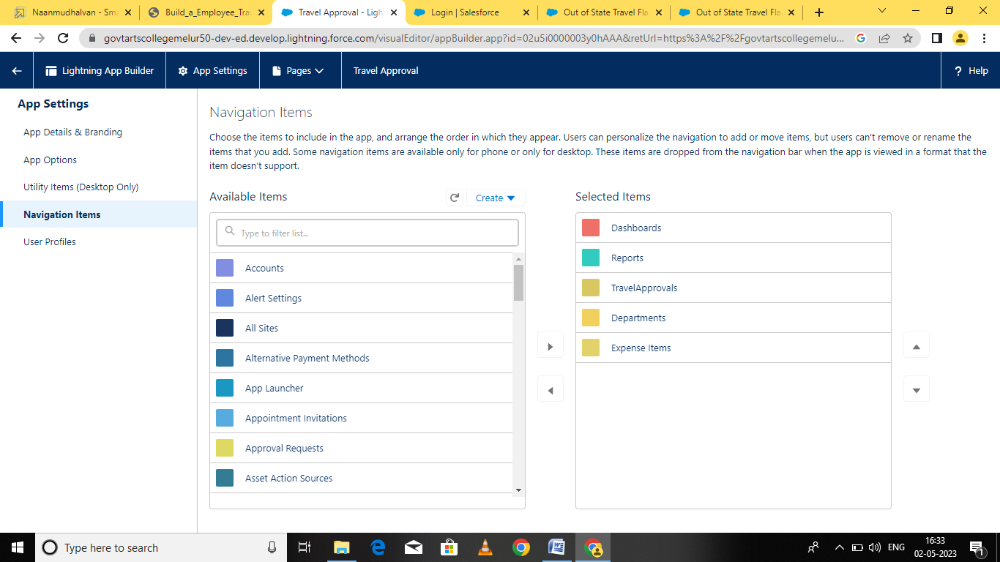 Naanmudhalvan - Sma
Build_a_Employee_Tra
Travel Approval - Ligh
Login | Salesforce
Out of State Travel Fla
Out of State Travel Fla
govtartscollegemelur50-dev-ed.develop.lightning.force.com/visualEditor/appBuilder.app?id=02u5i0000003y0hAAA&retUrl=https%3A%2F%2Fgovtartscollegemelu...
Lightning App Builder
App Settings
Pages
Travel Approval
? Help
App Settings
App Details & Branding
App Options
Utility Items (Desktop Only)
Navigation Items
User Profiles
Navigation Items
Choose the items to include in the app, and arrange the order in which they appear. Users can personalize the navigation to add or move items, but users can't remove or rename the
items that you add. Some navigation items are available only for phone or only for desktop. These items are dropped from the navigation bar when the app is viewed in a format that the
item doesn't support.
Available Items
Create
Type to filter list...
Accounts
Alert Settings
All Sites
Alternative Payment Methods
App Launcher
Appointment Invitations
Approval Requests
Asset Action Sources
Selected Items
Dashboards
Reports
TravelApprovals
Departments
Expense Items
Type here to search
ENG
16:33
02-05-2023
1